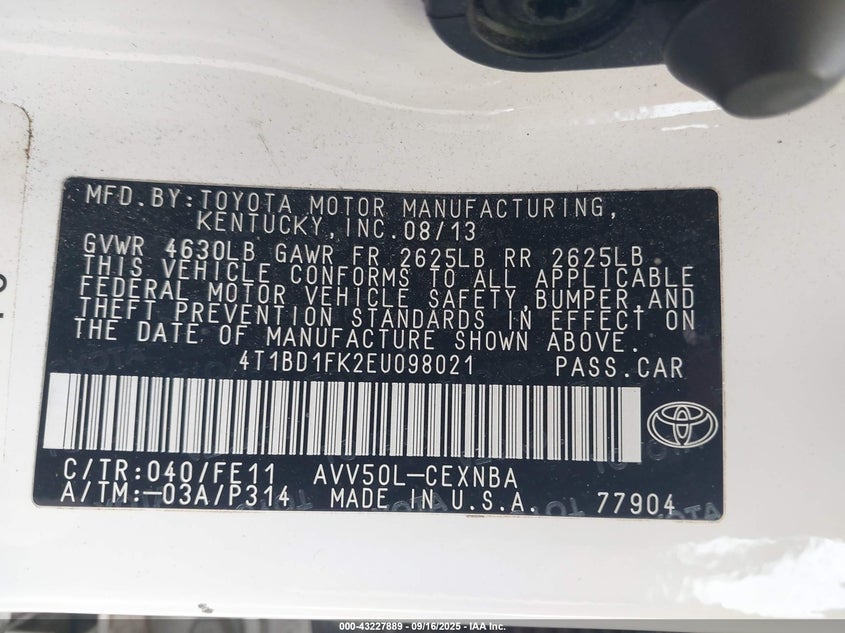 MFD.BY:TOYOTA MOTOR MANUFACTURING,
KENTUCKY,INC.08/13
GVWR 4630LB GAWR FR 2625LB RR 2625LB
THIS VEHICLE CONFORMS TO ALL APPLICABLE
FEDERAL MOTOR VEHICLE SAFETY,BUMPER,AND
THEFT PREVENTION STANDARDS IN EFFECT ON
THE DATE OF MANUFACTURE SHOWN ABOVE.
4T1BD1FK2EU098021 PASS.CAR
C/TR:040/FE11 AVV50L-CEXNBA
A/TM:-03A/P314 MADE IN U.S.A. 77904
000-43227889 - 09/16/2025 - IAA Inc.